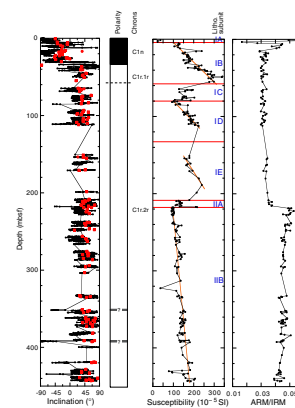 Polarity
Chrons
Litho
subunit
0
100
200
300
400
Depth (mbsf)
C1n
C1r.1r
C1r.2r
?
?
IA
IB
IC
ID
IE
IIA
IIB
-90 -45 0 45 90
Inclination (°)
0 100 200 300
Susceptibility (10⁻⁵ SI)
0.01 0.03 0.05
ARM/IRM